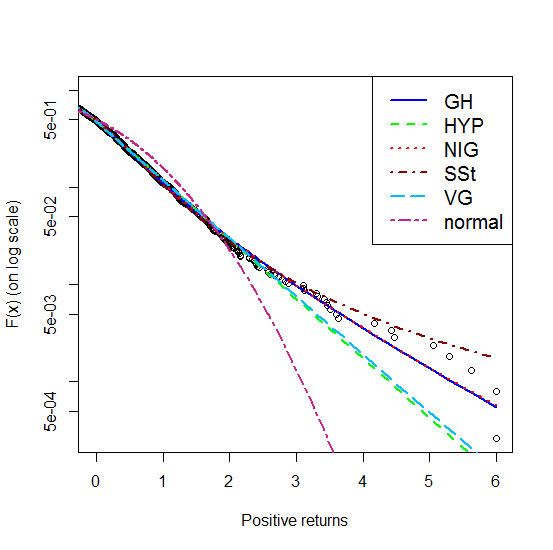 GH
HYP
NIG
SSt
VG
normal
F(x) (on log scale)
5e-01
5e-02
5e-03
5e-04
0 1 2 3 4 5 6
Positive returns